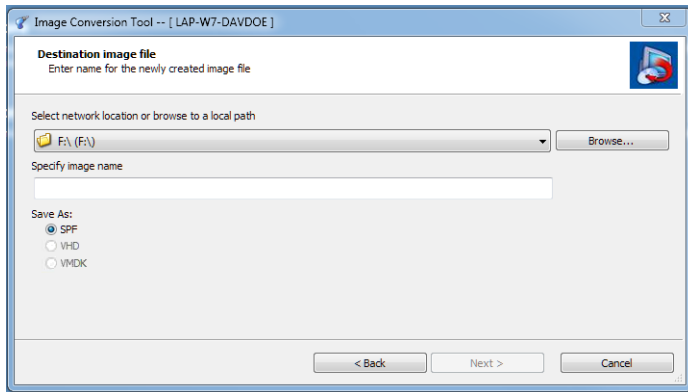 Image Conversion Tool -- [ LAP-W7-DAVDOE ]
Destination image file
Enter name for the newly created image file
Select network location or browse to a local path
F:\ (F:\)
Browse...
Specify image name
Save As:
SPF
VHD
VMDK
< Back
Next >
Cancel